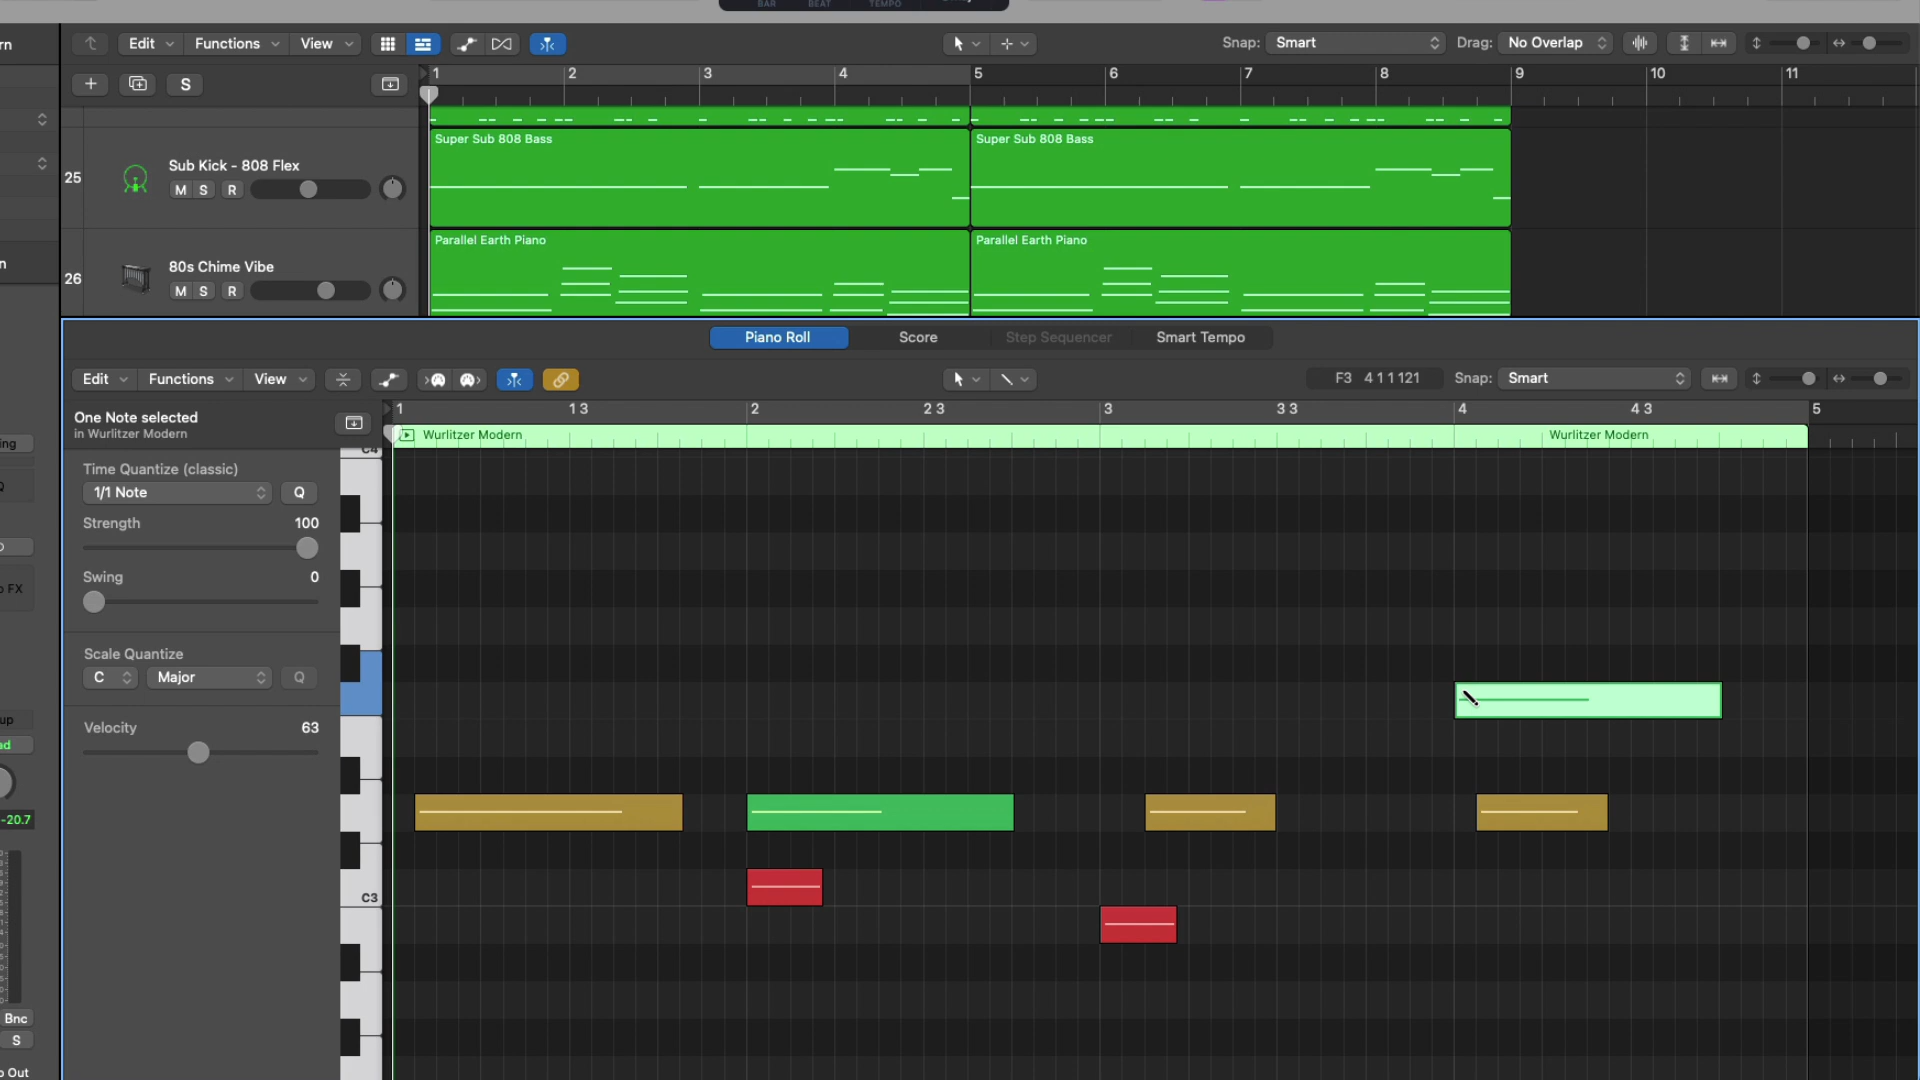 BAR BEAT TEMPO
rn Edit Functions View Snap: Smart Drag: No Overlap
S 1 2 3 4 5 6 7 8 9 10 11
Super Sub 808 Bass Super Sub 808 Bass
25 Sub Kick - 808 Flex
M S R
Parallel Earth Piano Parallel Earth Piano
26 80s Chime Vibe
M S R
n
Piano Roll Score Step Sequencer Smart Tempo
Edit Functions View F3 4 1 1 121 Snap: Smart
1 1 3 2 2 3 3 3 3 4 4 3 5
One Note selected
in Wurlitzer Modern
Wurlitzer Modern Wurlitzer Modern
ing
C4
Time Quantize (classic)
1/1 Note Q
Q
Strength 100
Swing 0
o FX
Scale Quantize
C Major Q
up
Velocity 63
ad
-20.7
C3
Bnc
S
o Out